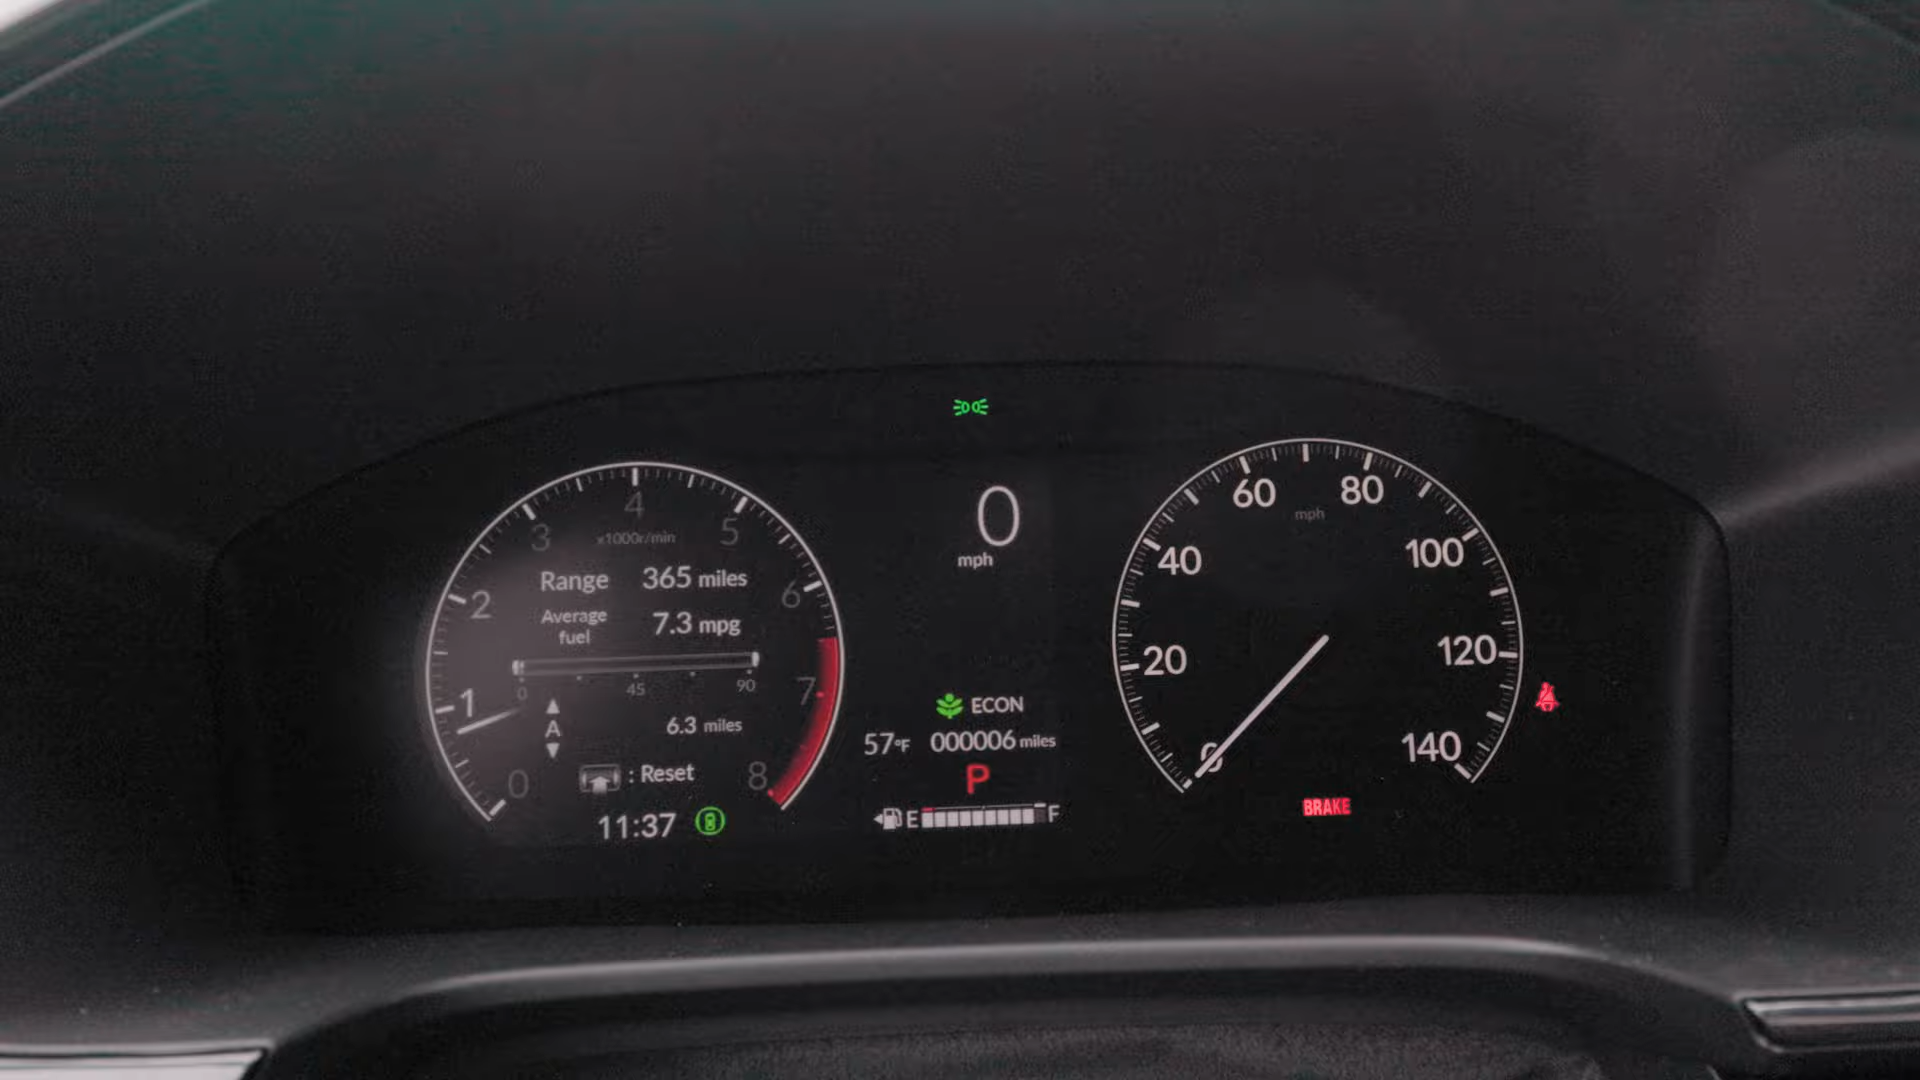 4
3
5
x1000r/min
Range 365 miles
2
6
Average
fuel
7.3 mpg
0 45 90
7
1
A
6.3 miles
: Reset
0
8
11:37
0
mph
ECON
57°F 000006 miles
P
E F
60 80
mph
40 100
20 120
0 140
BRAKE